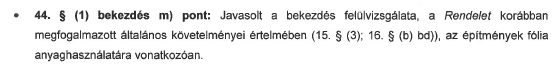 • 44. § (1) bekezdés m) pont: Javasolt a bekezdés felülvizsgálata, a Rendelet korábban
megfogalmazott általános követelményei értelmében (15. § (3); 16. § (b) bd)), az építmények fólia
anyaghasználatára vonatkozóan.